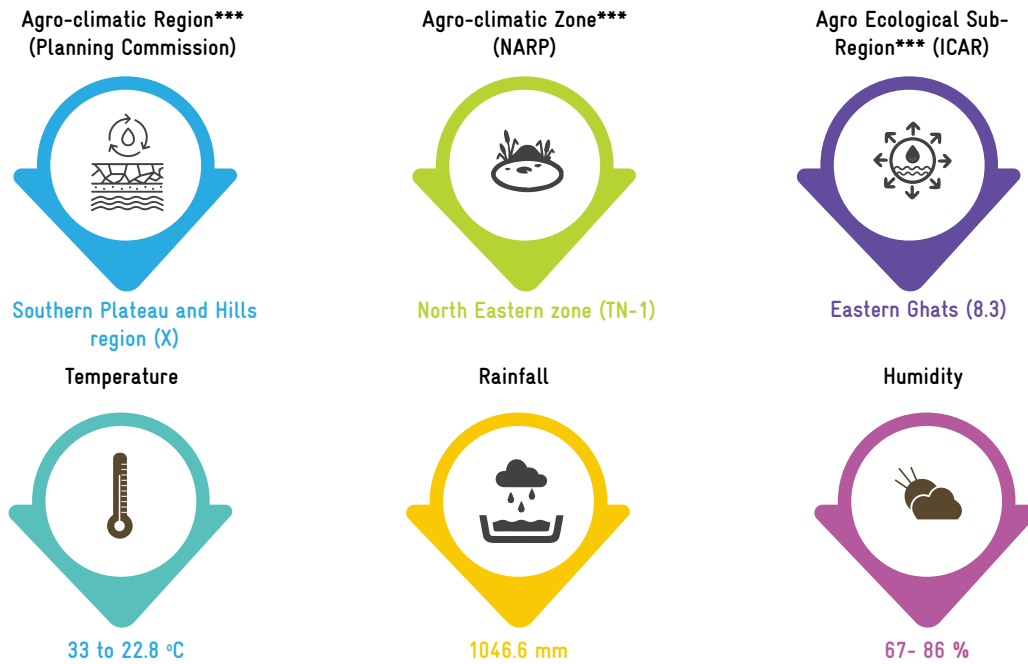 Agro-climatic Region***
(Planning Commission)
Agro-climatic Zone***
(NARP)
Agro Ecological Sub-
Region*** (ICAR)
Southern Plateau and Hills
region (X)
North Eastern zone (TN-1)
Eastern Ghats (8.3)
Temperature
Rainfall
Humidity
33 to 22.8 °C
1046.6 mm
67- 86 %